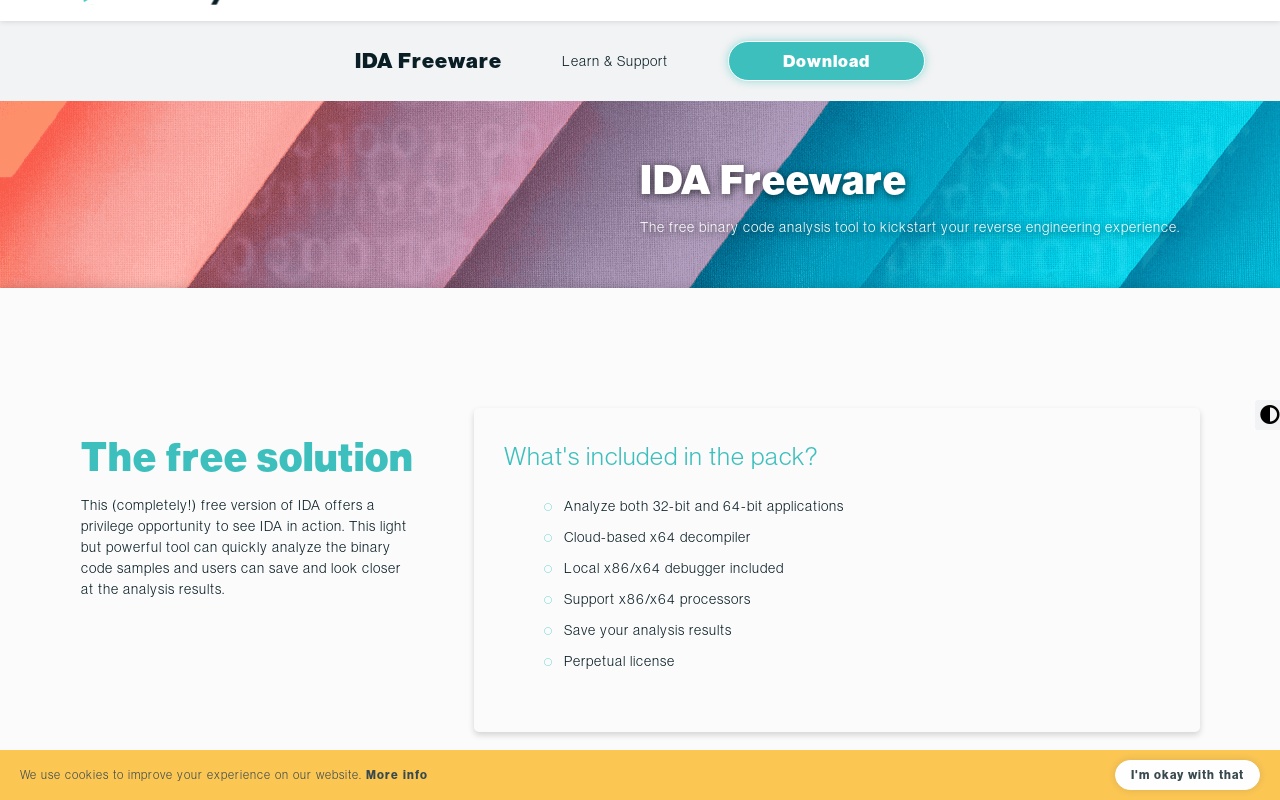 IDA Freeware
Learn & Support
Download
IDA Freeware
The free binary code analysis tool to kickstart your reverse engineering experience.
The free solution
This (completely!) free version of IDA offers a
privilege opportunity to see IDA in action. This light
but powerful tool can quickly analyze the binary
code samples and users can save and look closer
at the analysis results.
What's included in the pack?
Analyze both 32-bit and 64-bit applications
Cloud-based x64 decompiler
Local x86/x64 debugger included
Support x86/x64 processors
Save your analysis results
Perpetual license
We use cookies to improve your experience on our website. More info
I'm okay with that